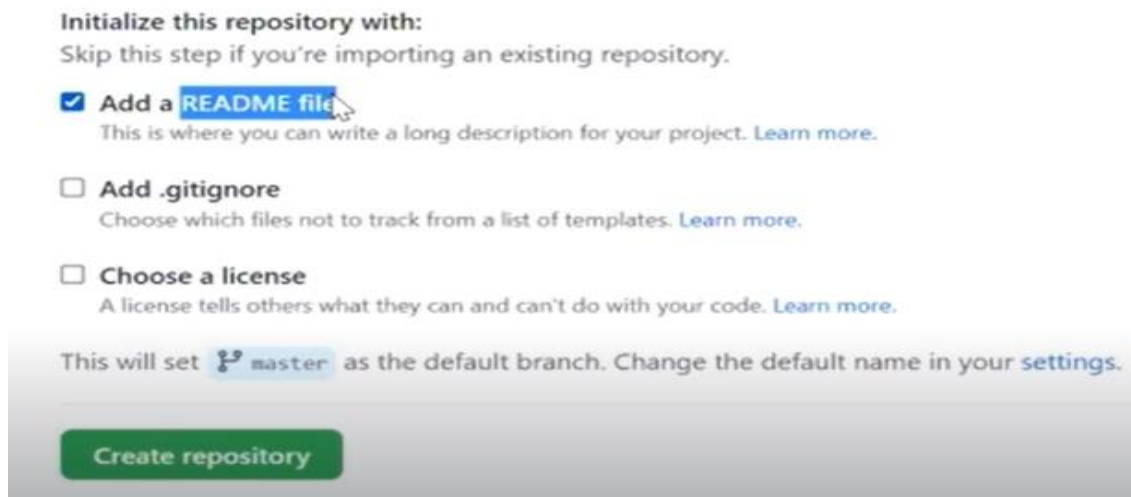 Initialize this repository with:
Skip this step if you're importing an existing repository.
Add a README file
This is where you can write a long description for your project. Learn more.
Add .gitignore
Choose which files not to track from a list of templates. Learn more.
Choose a license
A license tells others what they can and can't do with your code. Learn more.
This will set master as the default branch. Change the default name in your settings.
Create repository